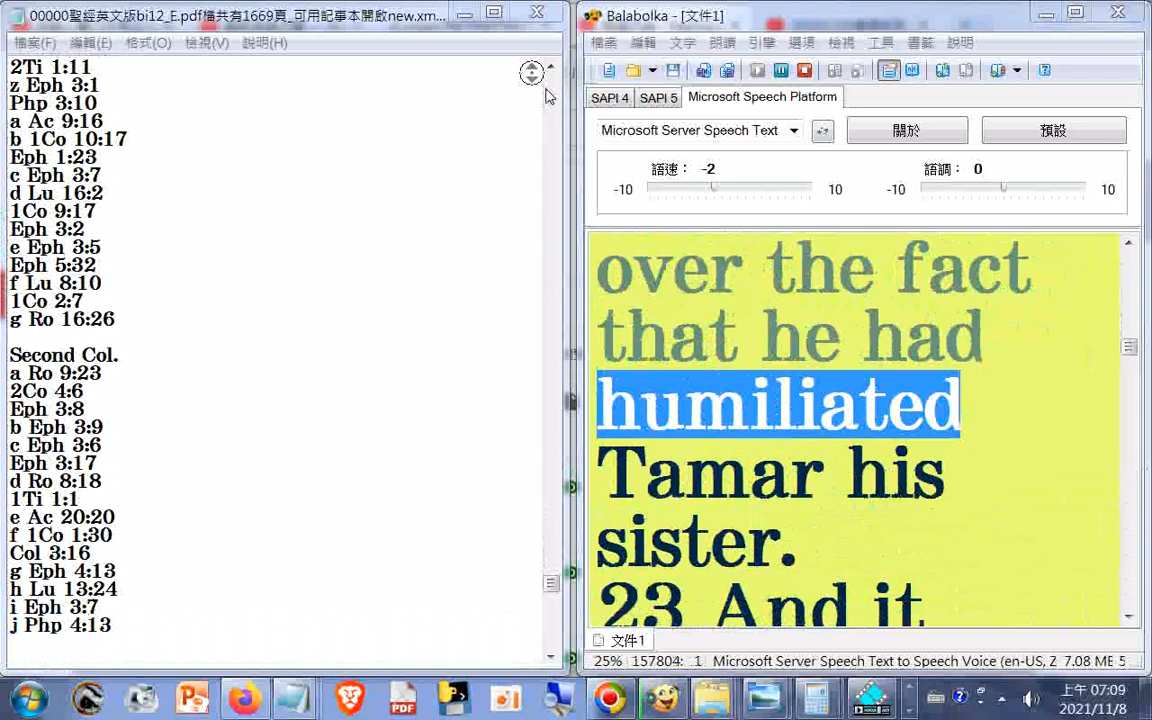 00000聖經英文版bi12_E.pdf檔共有1669頁_可用記事本開啟new.xm...
檔案(F) 編輯(E) 格式(O) 檢視(V) 說明(H)
2Ti 1:11
z Eph 3:1
Php 3:10
a Ac 9:16
b 1Co 10:17
Eph 1:23
c Eph 3:7
d Lu 16:2
1Co 9:17
Eph 3:2
e Eph 3:5
Eph 5:32
f Lu 8:10
1Co 2:7
g Ro 16:26
Second Col.
a Ro 9:23
2Co 4:6
Eph 3:8
b Eph 3:9
c Eph 3:6
Eph 3:17
d Ro 8:18
1Ti 1:1
e Ac 20:20
f 1Co 1:30
Col 3:16
g Eph 4:13
h Lu 13:24
i Eph 3:7
j Php 4:13
Balabolka - [文件1]
檔案 編輯 文字 朗讀 引擎 選項 檢視 工具 書籤 說明
SAPI 4 SAPI 5 Microsoft Speech Platform
Microsoft Server Speech Text 關於 預設
語速： -2 語調： 0
-10 10 -10 10
over the fact
that he had
humiliated
Tamar his
sister.
23 And it
文件1
25% 157804: .1 Microsoft Server Speech Text to Speech Voice (en-US, Z 7.08 ME 5
PDF
上午 07:09
2021/11/8